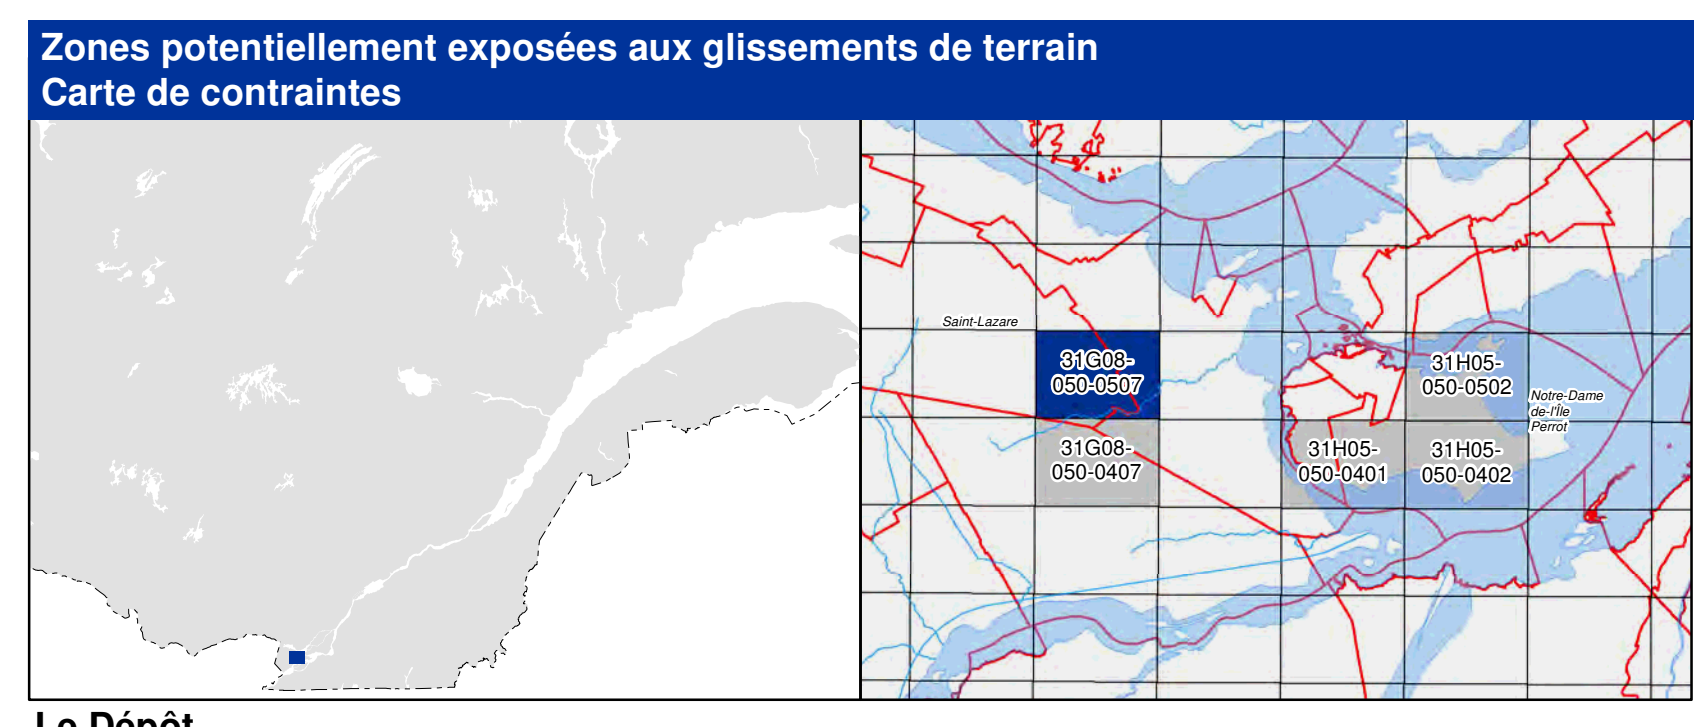 Zones potentiellement exposées aux glissements de terrain
Carte de contraintes
Saint-Lazare
31G08-
050-0507
31H05-
050-0502
Notre-Dame
de-l'Île
Perrot
31G08-
050-0407
31H05-
050-0401
31H05-
050-0402
Le Dépôt